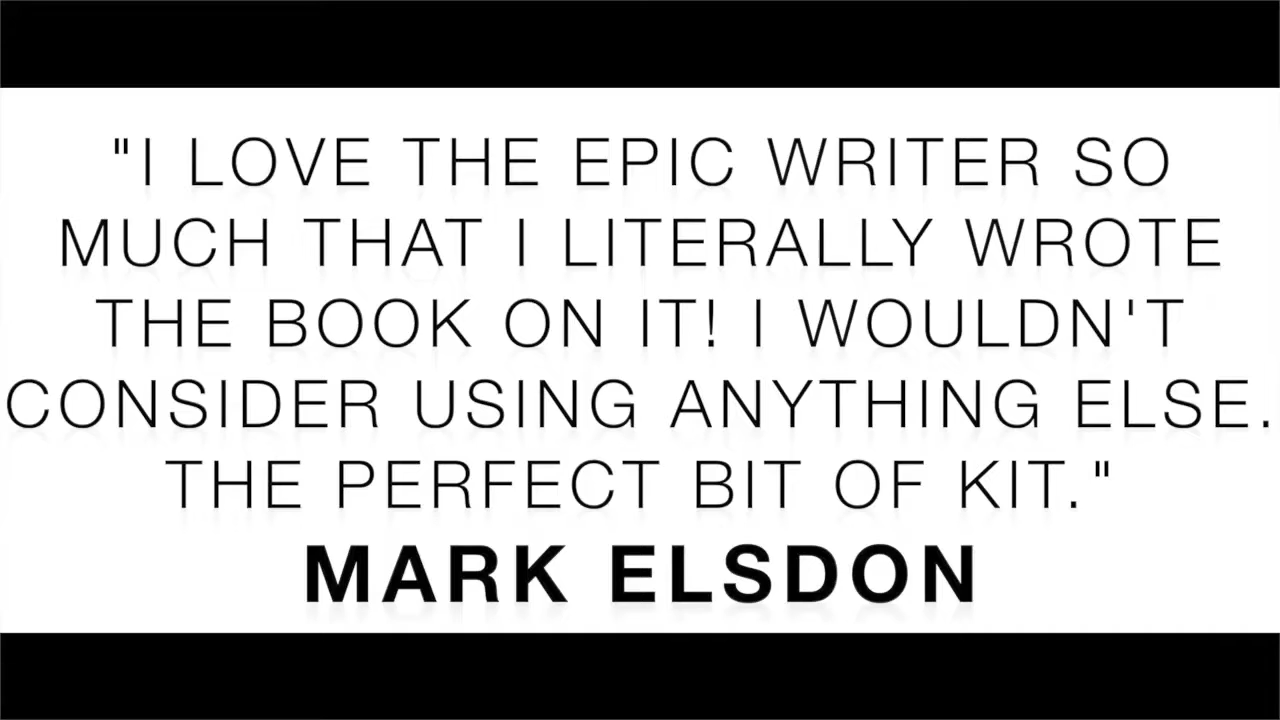 "I LOVE THE EPIC WRITER SO
MUCH THAT I LITERALLY WROTE
THE BOOK ON IT! I WOULDN'T
CONSIDER USING ANYTHING ELSE.
THE PERFECT BIT OF KIT."
MARK ELSDON